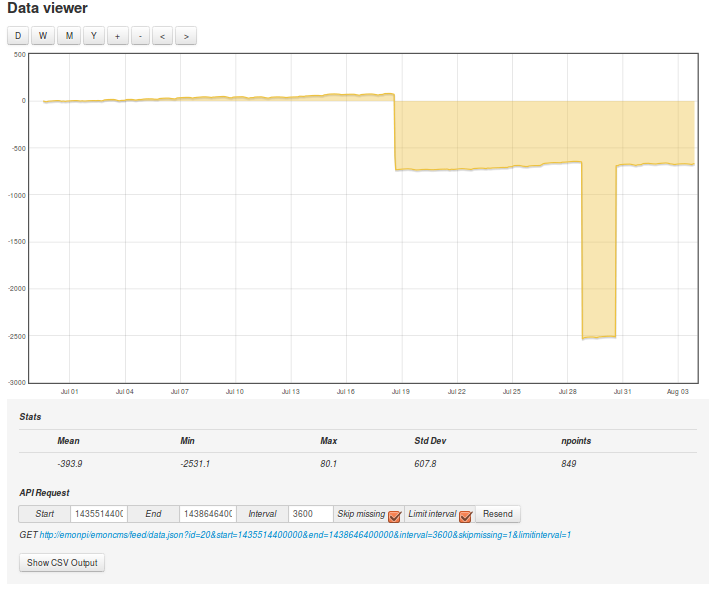 Data viewer
D W M Y + - < >
500
0
-500
-1000
-1500
-2000
-2500
-3000
Jul 01 Jul 04 Jul 07 Jul 10 Jul 13 Jul 16 Jul 19 Jul 22 Jul 25 Jul 28 Jul 31 Aug 03
Stats
Mean Min Max Std Dev npoints
-393.9 -2531.1 80.1 607.8 849
API Request
Start 1435514400 End 1438646400 Interval 3600 Skip missing Limit interval Resend
GET http://emonpi/emoncms/feed/data.json?id=20&start=1435514400000&end=1438646400000&interval=3600&skipmissing=1&limitinterval=1
Show CSV Output